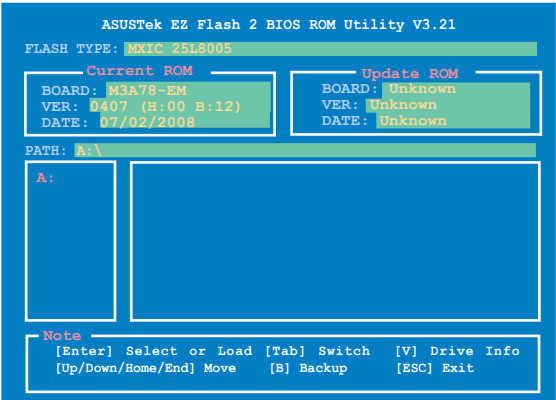 ASUSTek EZ Flash 2 BIOS ROM Utility V3.21
FLASH TYPE: MXIC 25L8005
Current ROM
BOARD: M3A78-EM
VER: 0407 (H:00 B:12)
DATE: 07/02/2008
Update ROM
BOARD: Unknown
VER: Unknown
DATE: Unknown
PATH: A:\
A:
Note
[Enter] Select or Load [Tab] Switch [V] Drive Info
[Up/Down/Home/End] Move [B] Backup [ESC] Exit